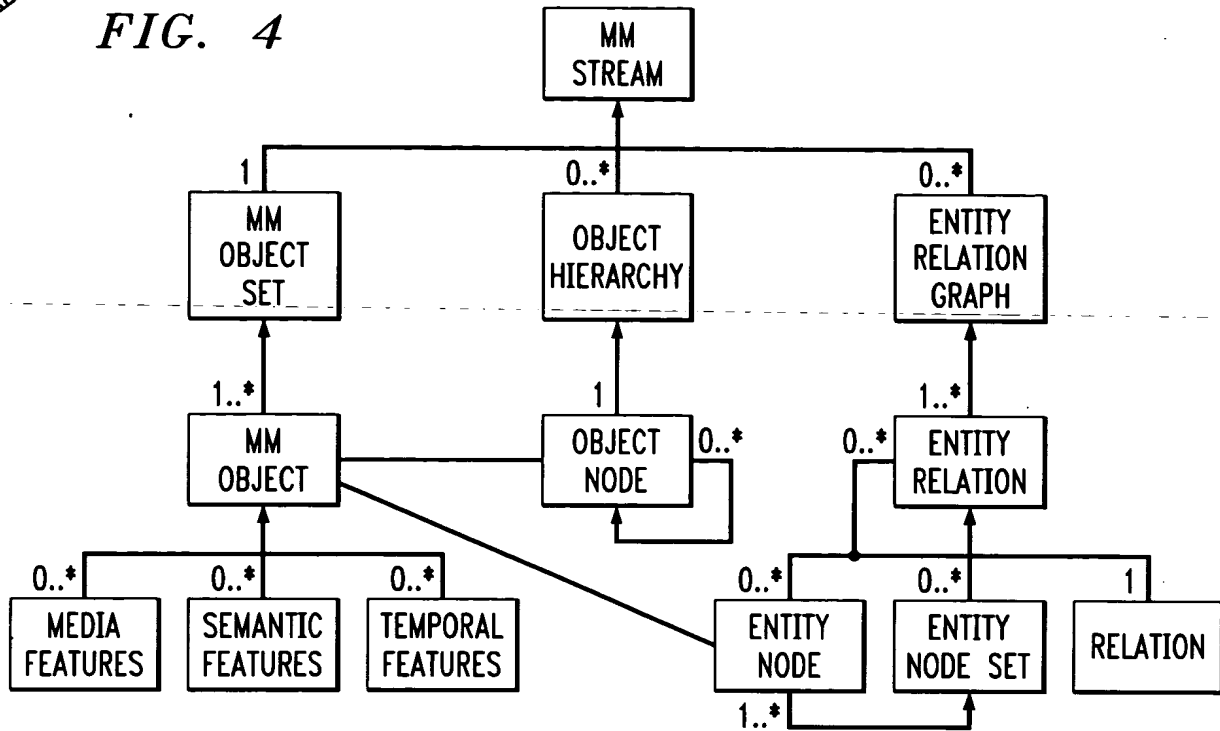 FIG. 4
MM
STREAM
1
0..*
0..*
MM
OBJECT
SET
OBJECT
HIERARCHY
ENTITY
RELATION
GRAPH
1..*
1
1..*
MM
OBJECT
OBJECT
NODE
0..*
0..*
ENTITY
RELATION
0..*
0..*
0..*
0..*
0..*
1
MEDIA
FEATURES
SEMANTIC
FEATURES
TEMPORAL
FEATURES
ENTITY
NODE
ENTITY
NODE SET
RELATION
1..*